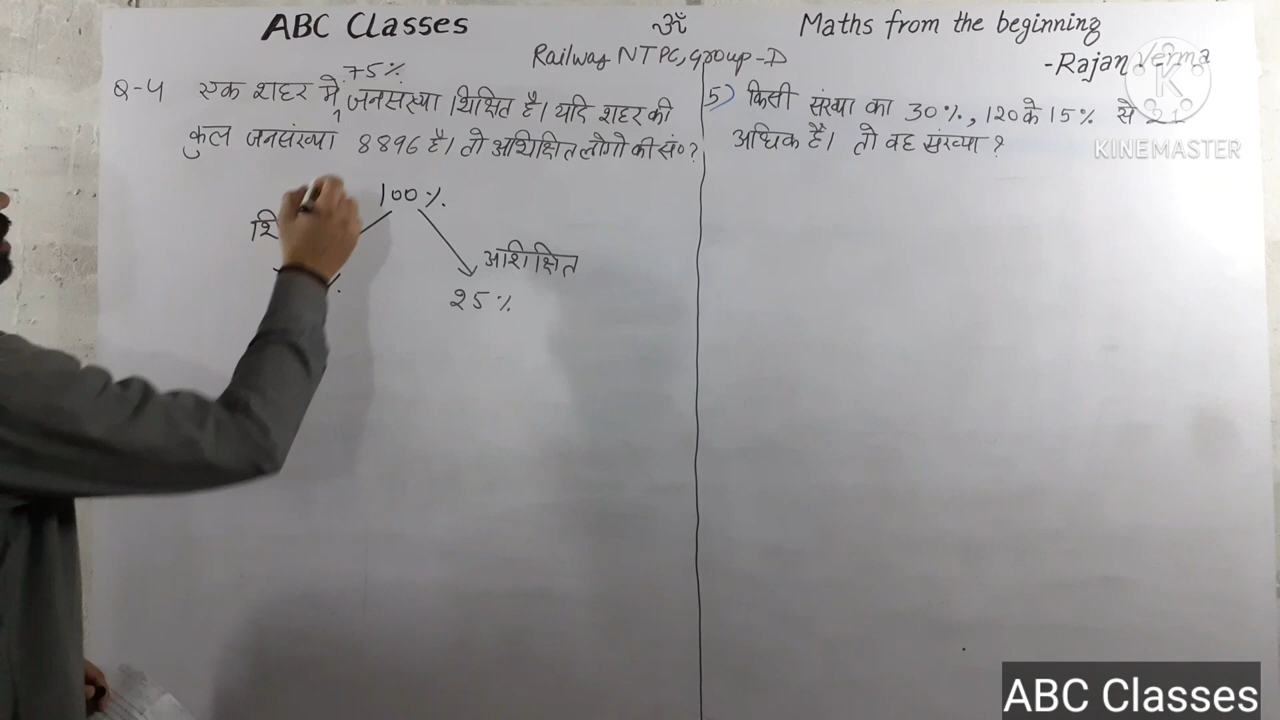 ABC Classes
ॐ
Maths from the beginning
Railway NTPC, Group-D
-Rajan Verma
75%
Q-4 एक शहर में जनसंख्या शिक्षित है। यदि शहर की
कुल जनसंख्या 8896 है। तो अशिक्षित लोगो की सं०?
100%
शि
अशिक्षित
25%
5) किसी संख्या का 30%, 120 के 15% से 21
अधिक है। तो वह संख्या?
K
KINEMASTER
ABC Classes